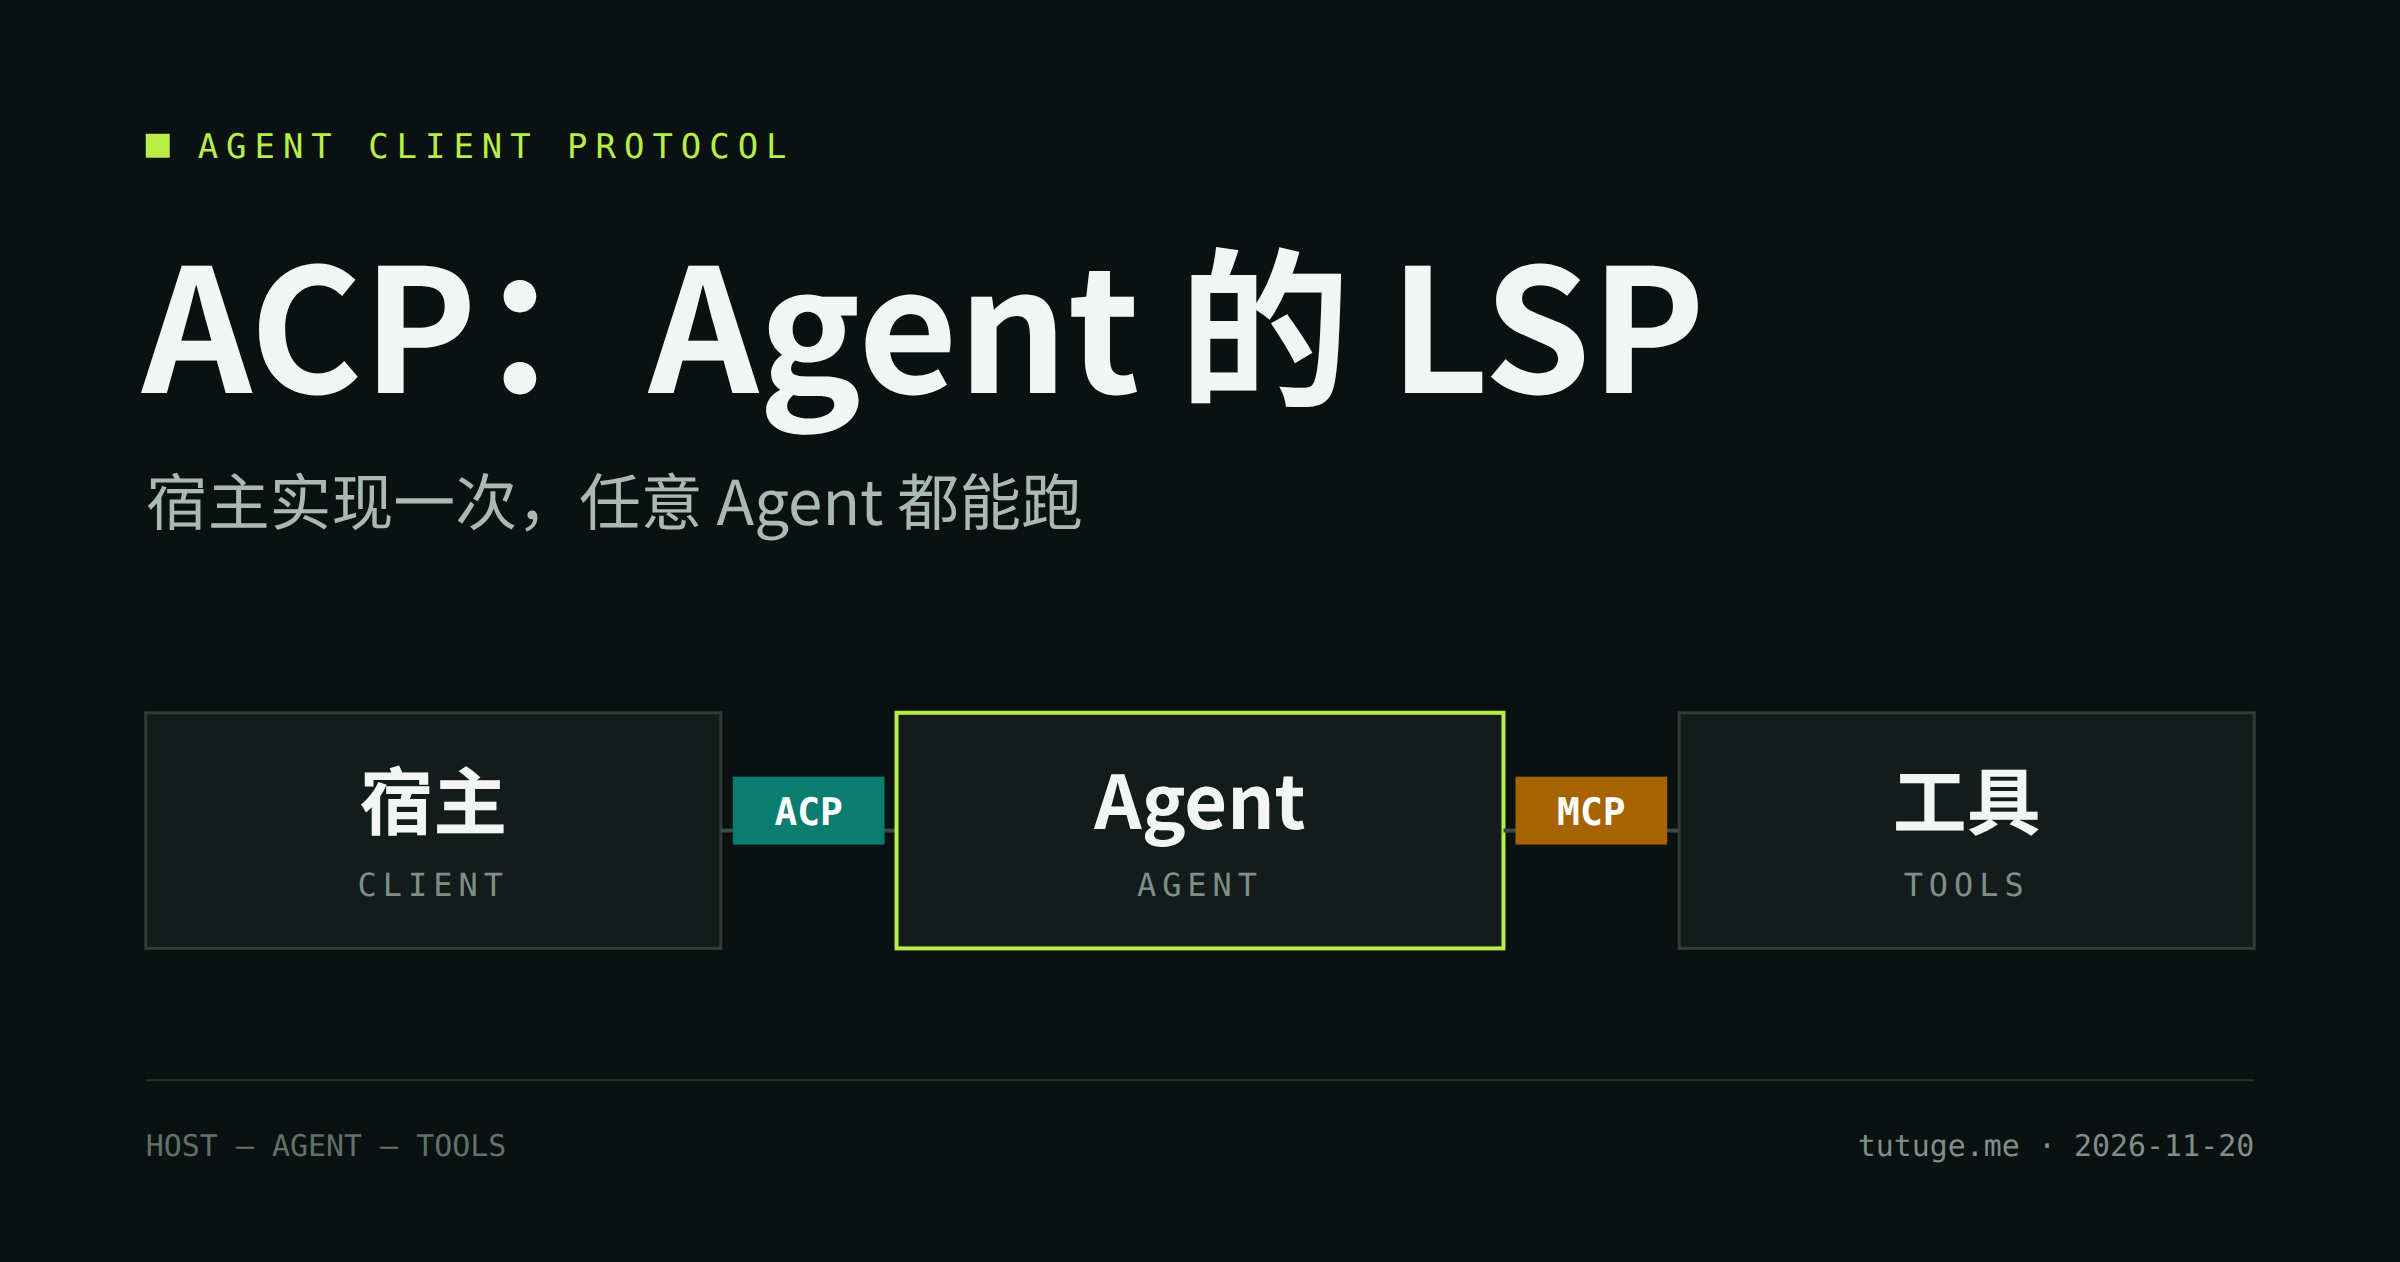 AGENT CLIENT PROTOCOL
ACP：Agent 的 LSP
宿主实现一次，任意 Agent 都能跑
宿主
CLIENT
ACP
Agent
AGENT
MCP
工具
TOOLS
HOST — AGENT — TOOLS
tutuge.me · 2026-11-20